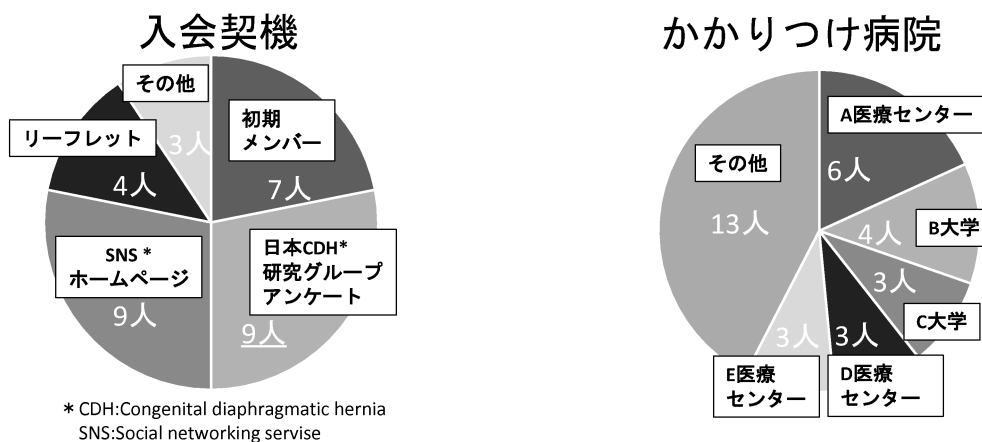 入会契機
その他
3人
初期
メンバー
7人
リーフレット
4人
SNS *
ホームページ
9人
日本CDH*
研究グループ
アンケート
9人
* CDH:Congenital diaphragmatic hernia
SNS:Social networking servise
かかりつけ病院
A医療センター
6人
その他
13人
B大学
4人
3人
C大学
3人
3人
E医療
センター
D医療
センター